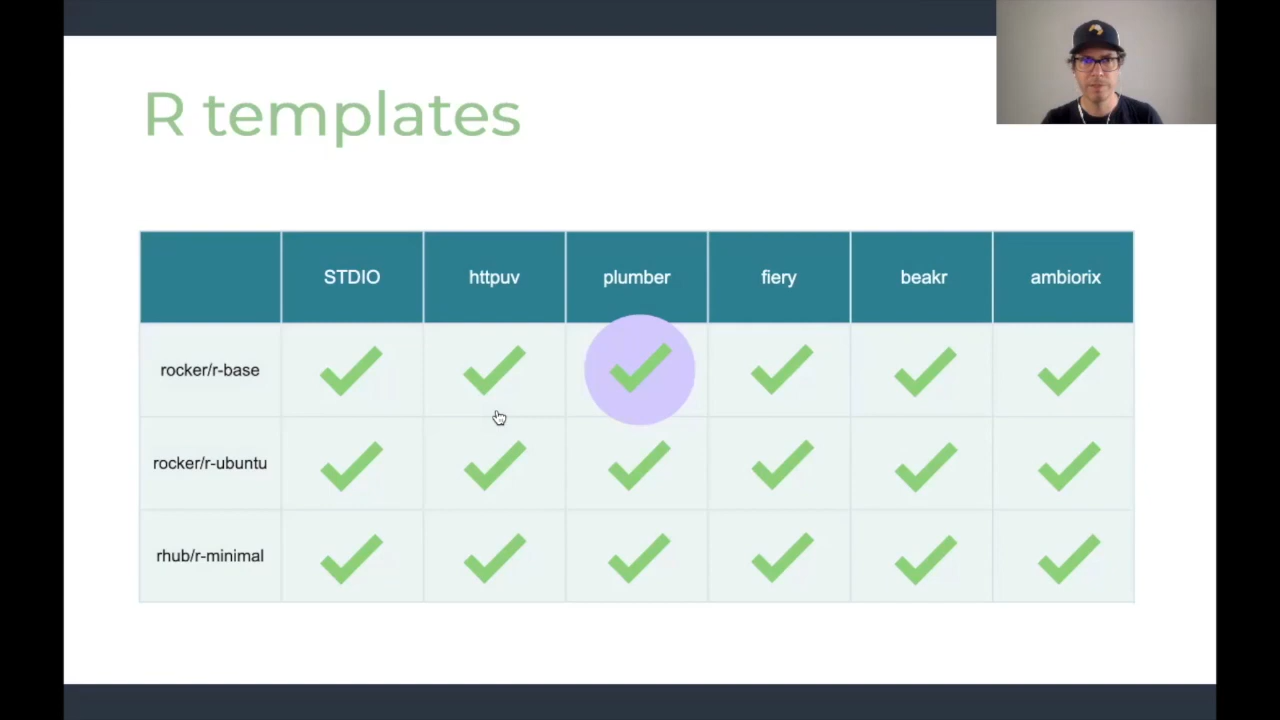 R templates
STDIO httpuv plumber fiery beakr ambiorix
rocker/r-base
rocker/r-ubuntu
rhub/r-minimal